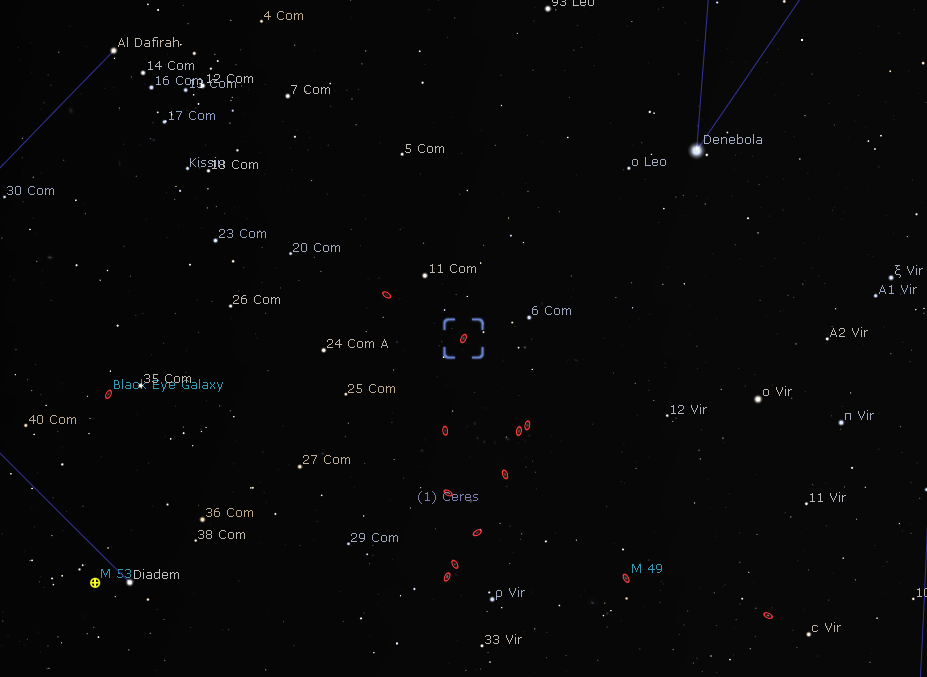 93 Leo
4 Com
Al Dafirah
14 Com
12 Com
16 Com
7 Com
17 Com
Denebola
5 Com
Kissin
18 Com
o Leo
30 Com
23 Com
20 Com
11 Com
ξ Vir
A1 Vir
26 Com
6 Com
A2 Vir
24 Com A
35 Com
Black Eye Galaxy
25 Com
o Vir
12 Vir
π Vir
40 Com
27 Com
(1) Ceres
11 Vir
36 Com
38 Com
29 Com
M 53
Diadem
M 49
ρ Vir
10
c Vir
33 Vir